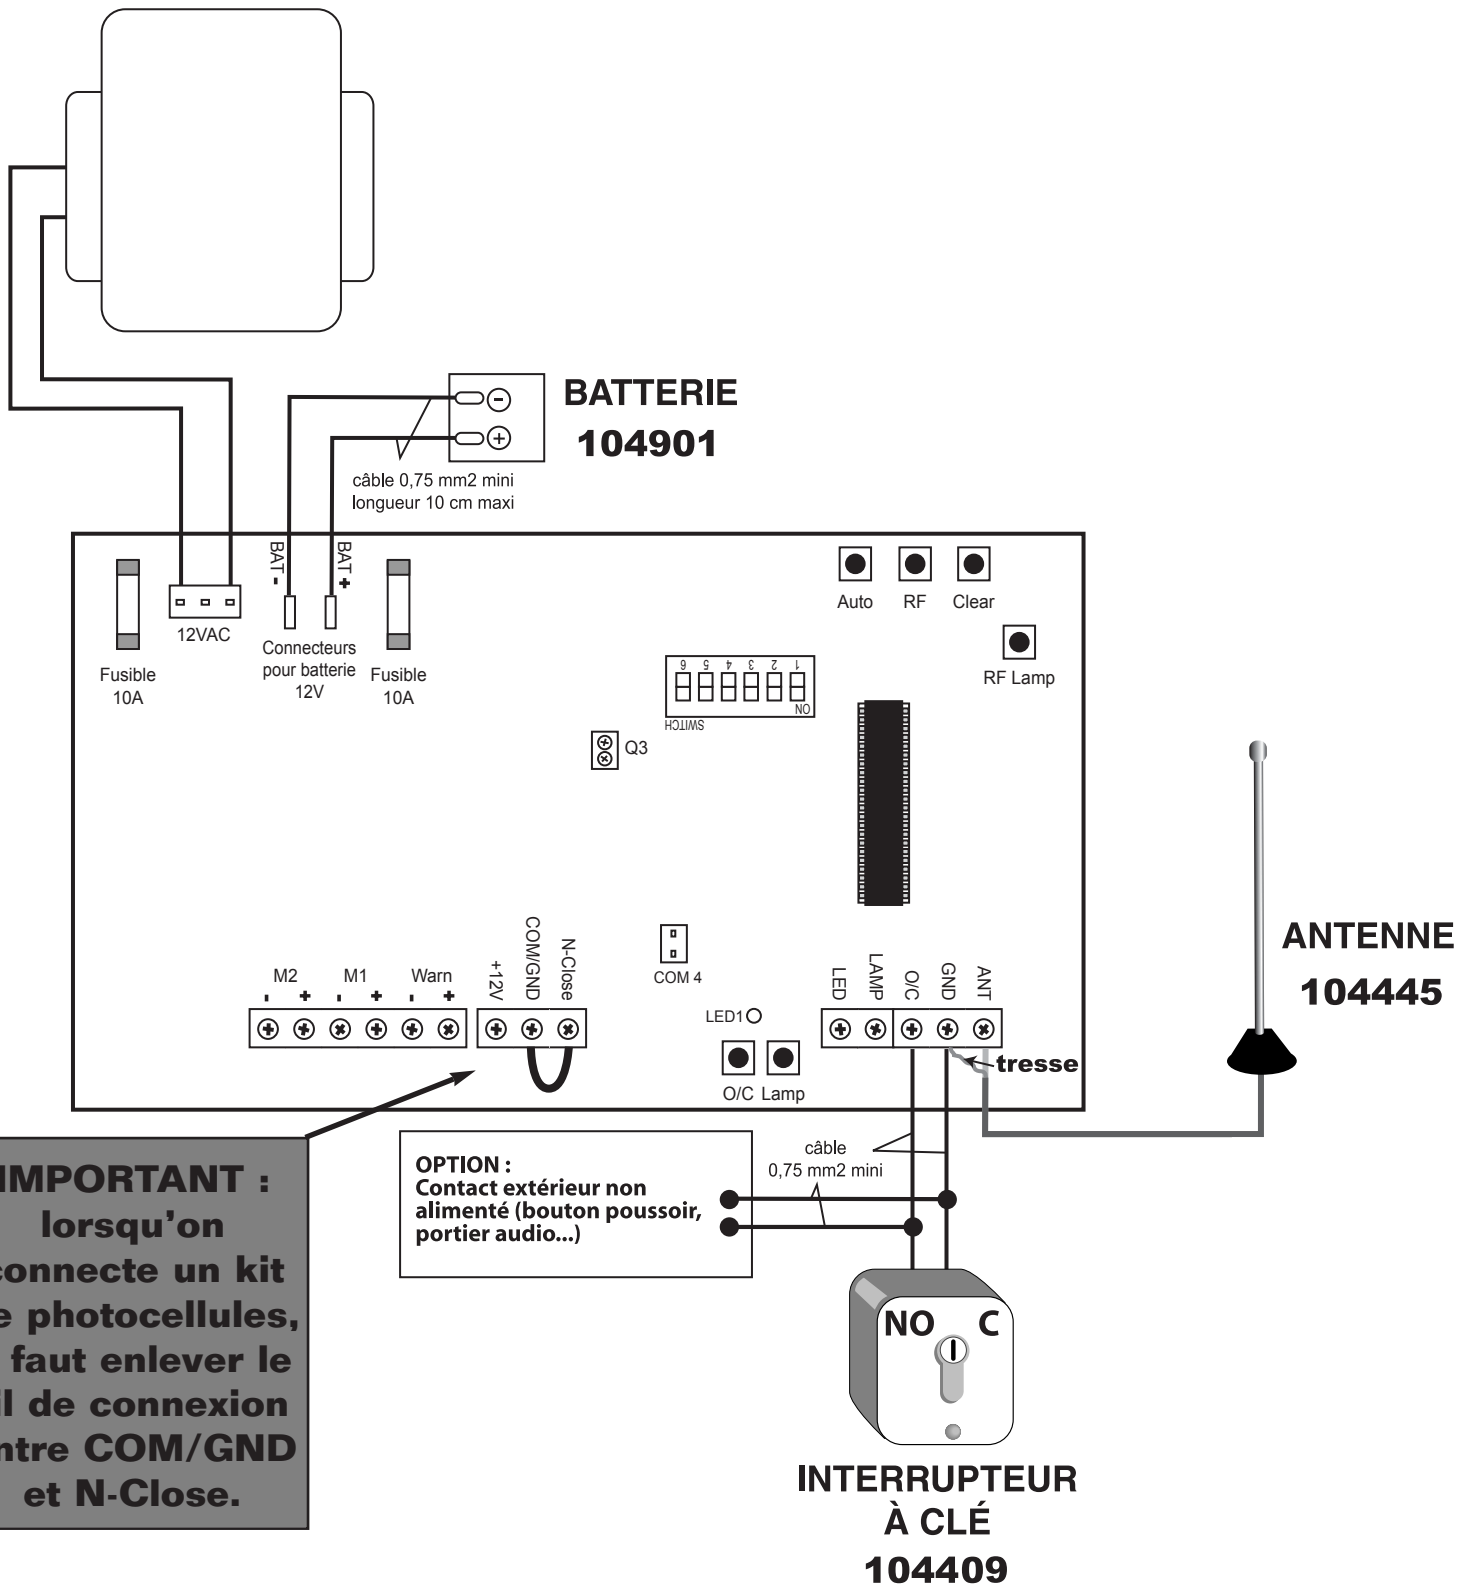 BATTERIE
104901
câble 0,75 mm2 mini
longueur 10 cm maxi
BAT -
BAT +
12VAC
Connecteurs
pour batterie
12V
Fusible
10A
Fusible
10A
Auto
RF
Clear
RF Lamp
6 5 4 3 2 1
ON
SWITCH
Q3
ANTENNE
104445
M2
M1
Warn
- + - + - +
+12V
COM/GND
N-Close
COM 4
LED1
O/C
Lamp
LED
LAMP
O/C
GND
ANT
tresse
câble
0,75 mm2 mini
OPTION :
Contact extérieur non
alimenté (bouton poussoir,
portier audio...)
IMPORTANT :
lorsqu'on
connecte un kit
e photocellules,
faut enlever le
il de connexion
ntre COM/GND
et N-Close.
NO
C
INTERRUPTEUR
À CLÉ
104409